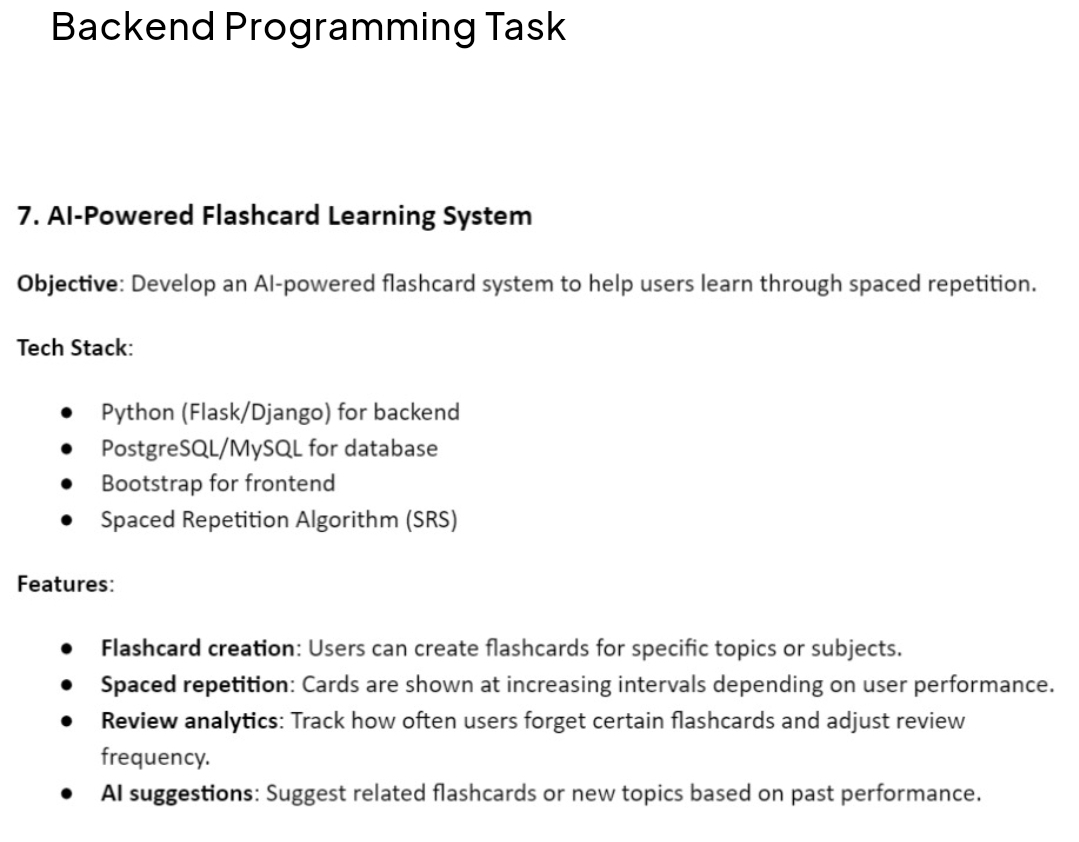 Backend Programming Task
7. AI-Powered Flashcard Learning System
Objective: Develop an AI-powered flashcard system to help users learn through spaced repetition.
Tech Stack:
● Python (Flask/Django) for backend
● PostgreSQL/MySQL for database
● Bootstrap for frontend
● Spaced Repetition Algorithm (SRS)
Features:
● Flashcard creation: Users can create flashcards for specific topics or subjects.
● Spaced repetition: Cards are shown at increasing intervals depending on user performance.
● Review analytics: Track how often users forget certain flashcards and adjust review
frequency.
● AI suggestions: Suggest related flashcards or new topics based on past performance.